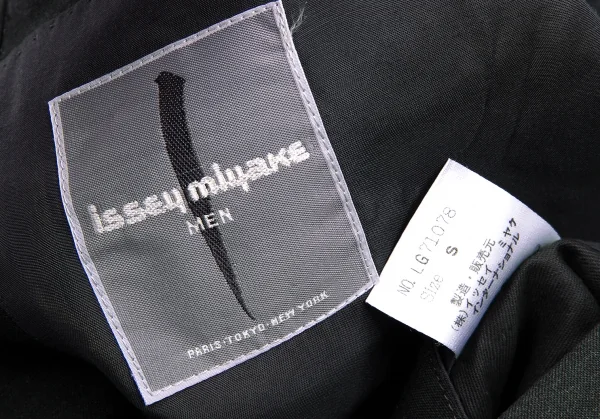 issey miyake
MEN
PARIS·TOKYO·NEW YORK
NO. LG71078
Size S
製造・販売元
(株)イッセイ ミヤケ
インターナショナル